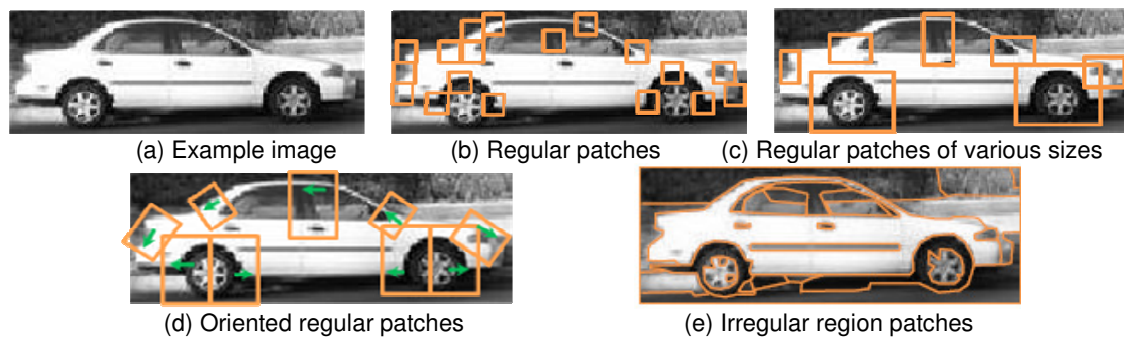 (a) Example image
(b) Regular patches
(c) Regular patches of various sizes
(d) Oriented regular patches
(e) Irregular region patches